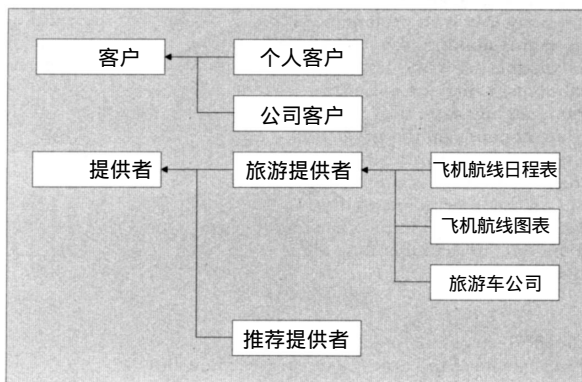 客户
个人客户
公司客户
提供者
旅游提供者
飞机航线日程表
飞机航线图表
旅游车公司
推荐提供者